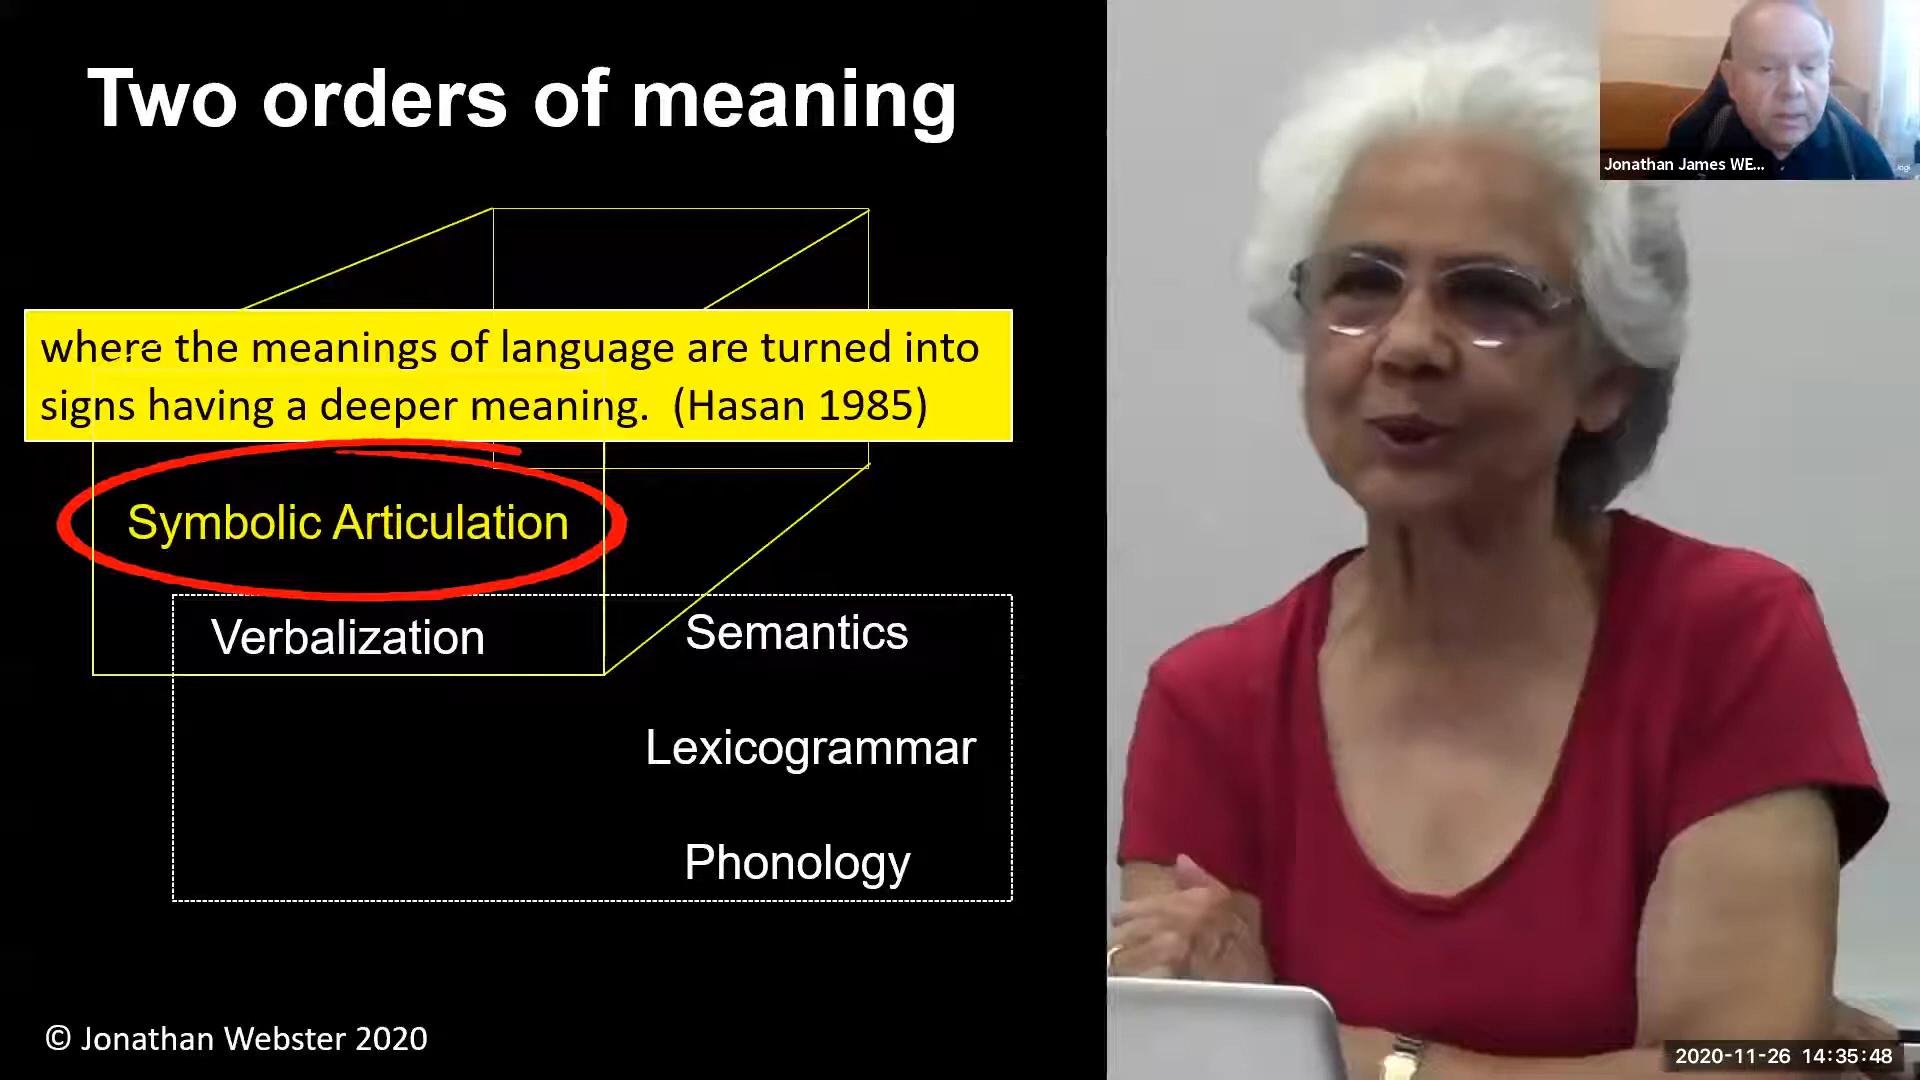 Two orders of meaning
where the meanings of language are turned into
signs having a deeper meaning.  (Hasan 1985)
Symbolic Articulation
Verbalization
Semantics
Lexicogrammar
Phonology
© Jonathan Webster 2020
Jonathan James WE...
logi
2020-11-26 14:35:48